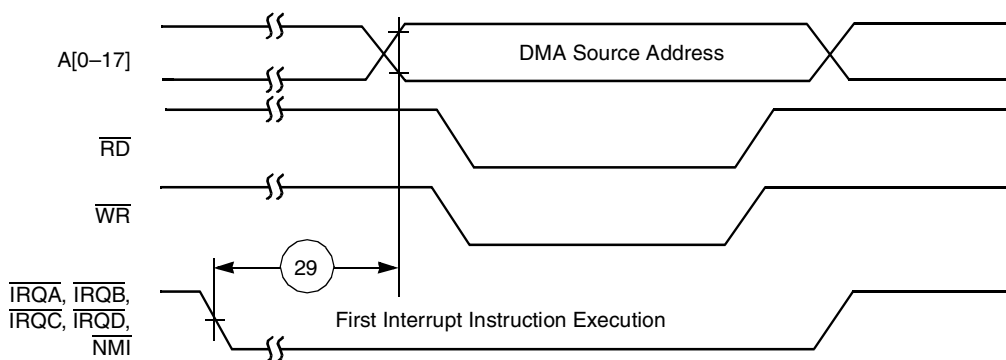 A[0–17]
DMA Source Address
RD
WR
29
IRQA, IRQB,
IRQC, IRQD,
NMI
First Interrupt Instruction Execution